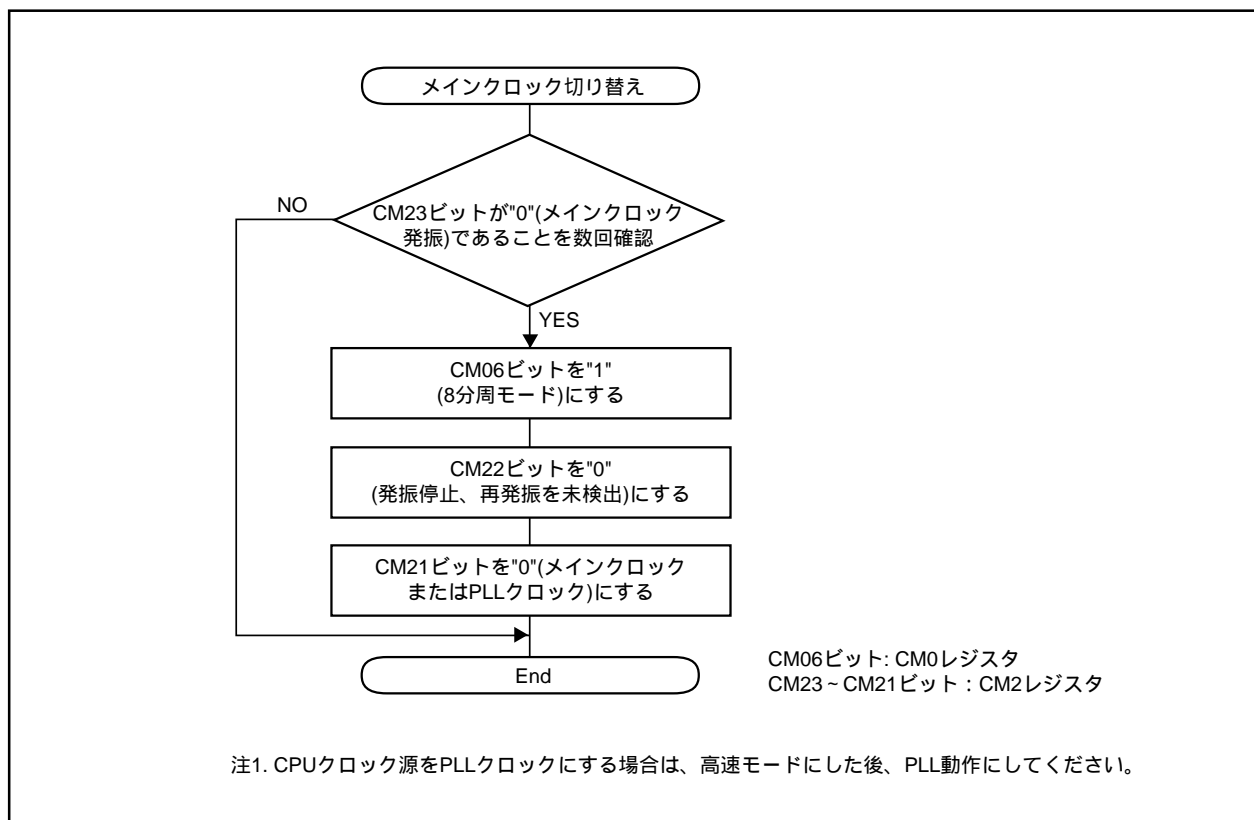 メインクロック切り替え
NO
CM23ビットが"0"(メインクロック
発振)であることを数回確認
YES
CM06ビットを"1"
(8分周モード)にする
CM22ビットを"0"
(発振停止、再発振を未検出)にする
CM21ビットを"0"(メインクロック
またはPLLクロック)にする
End
CM06ビット: CM0レジスタ
CM23~CM21ビット：CM2レジスタ
注1. CPUクロック源をPLLクロックにする場合は、高速モードにした後、PLL動作にしてください。